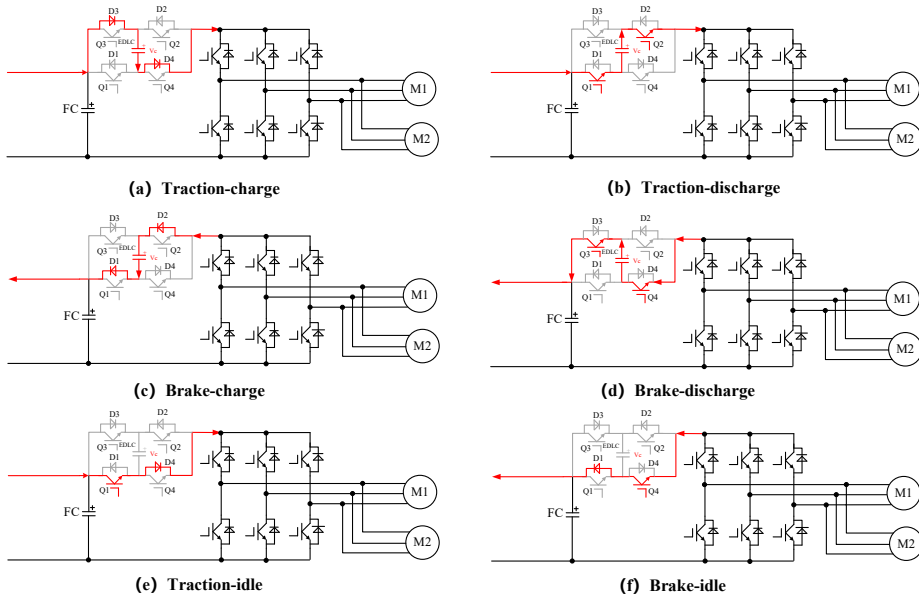 D3
D2
Q3
EDLC
Vc
Q2
D1
D4
Q1
Q4
FC
M1
M2
(a) Traction-charge
D3
D2
Q3
EDLC
Vc
Q2
D1
D4
Q1
Q4
FC
M1
M2
(b) Traction-discharge
D3
D2
Q3
EDLC
Vc
Q2
D1
D4
Q1
Q4
FC
M1
M2
(c) Brake-charge
D3
D2
Q3
EDLC
Vc
Q2
D1
D4
Q1
Q4
FC
M1
M2
(d) Brake-discharge
D3
D2
Q3
EDLC
Vc
Q2
D1
D4
Q1
Q4
FC
M1
M2
(e) Traction-idle
D3
D2
Q3
EDLC
Vc
Q2
D1
D4
Q1
Q4
FC
M1
M2
(f) Brake-idle